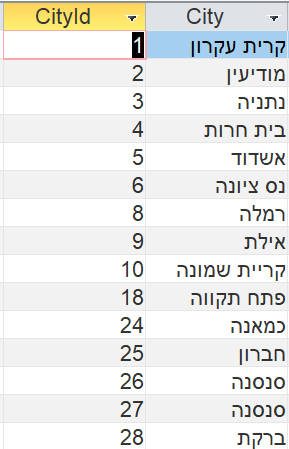 CityId City
1 קרית עקרון
2 מודיעין
3 נתניה
4 בית חרות
5 אשדוד
6 נס ציונה
8 רמלה
9 אילת
10 קריית שמונה
18 פתח תקווה
24 כמאנה
25 חברון
26 סנסנה
27 סנסנה
28 ברקת